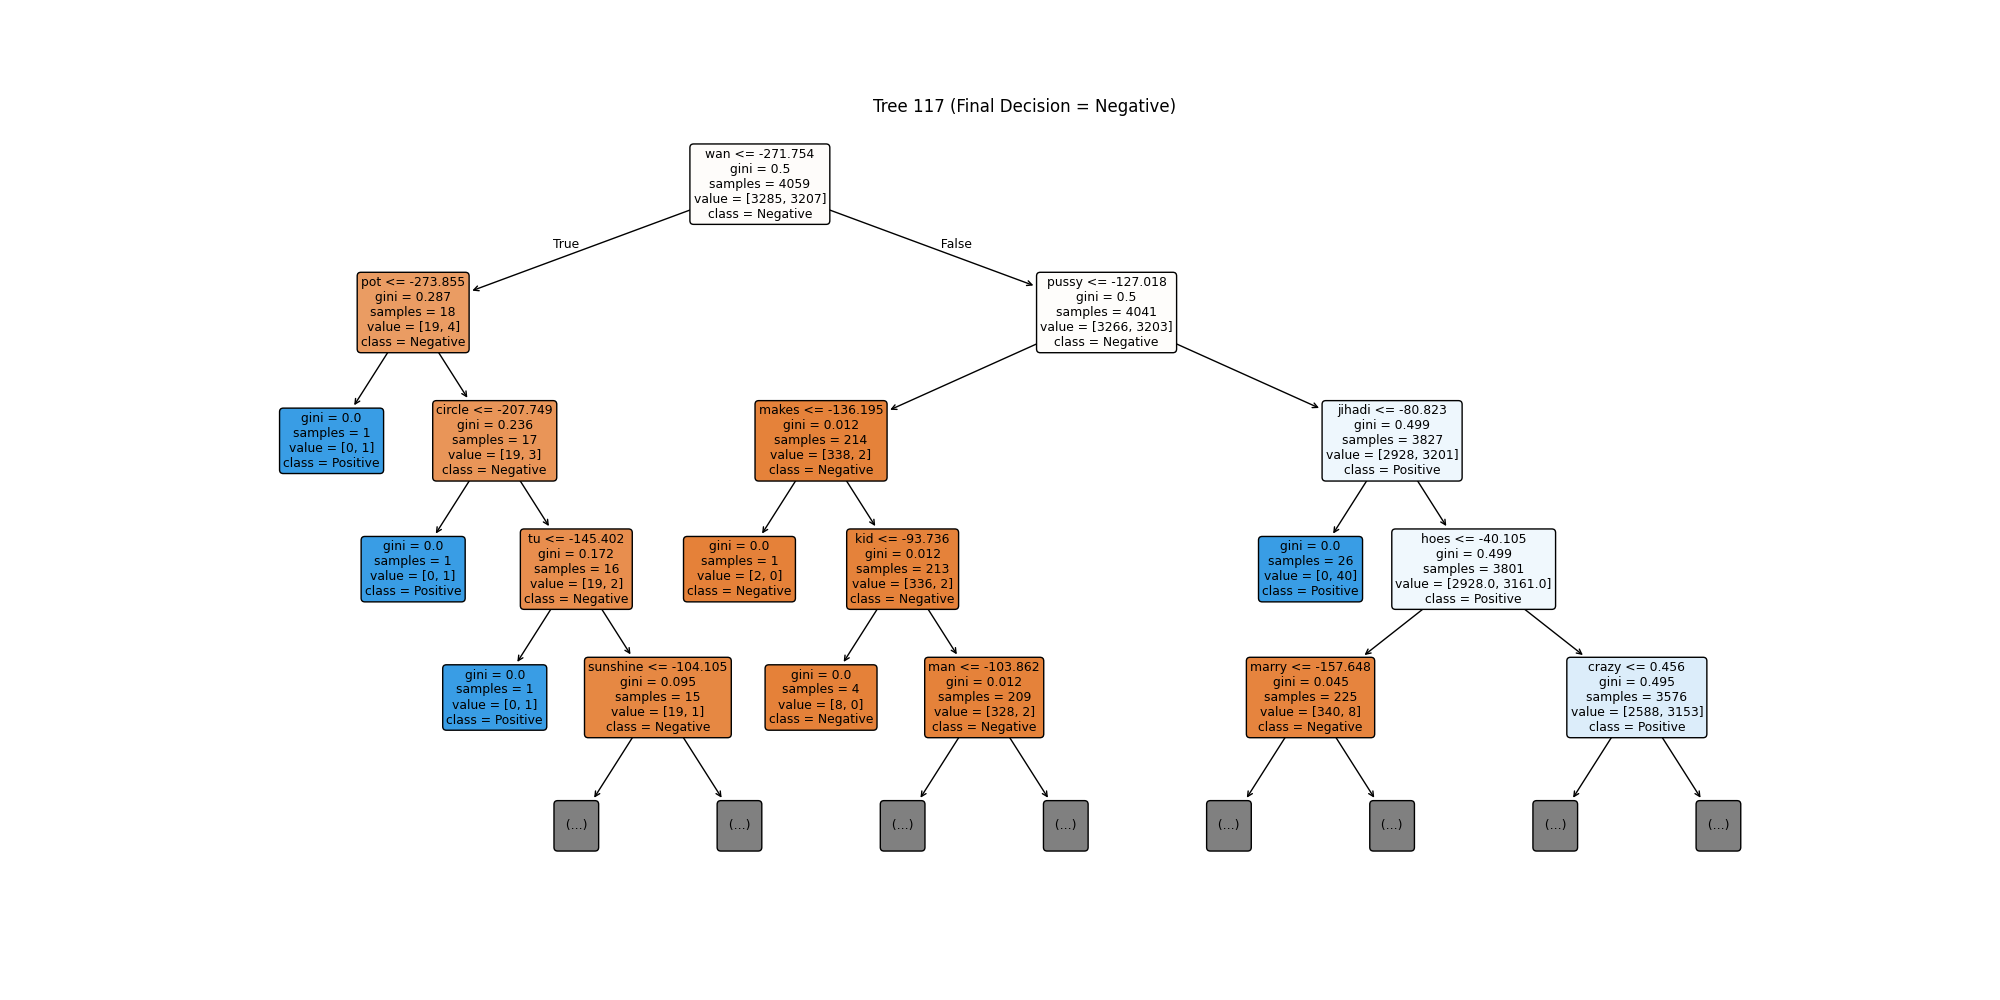 Tree 117 (Final Decision = Negative)
wan <= -271.754
gini = 0.5
samples = 4059
value = [3285, 3207]
class = Negative
True
False
pot <= -273.855
gini = 0.287
samples = 18
value = [19, 4]
class = Negative
pussy <= -127.018
gini = 0.5
samples = 4041
value = [3266, 3203]
class = Negative
gini = 0.0
samples = 1
value = [0, 1]
class = Positive
circle <= -207.749
gini = 0.236
samples = 17
value = [19, 3]
class = Negative
makes <= -136.195
gini = 0.012
samples = 214
value = [338, 2]
class = Negative
jihadi <= -80.823
gini = 0.499
samples = 3827
value = [2928, 3201]
class = Positive
gini = 0.0
samples = 1
value = [0, 1]
class = Positive
tu <= -145.402
gini = 0.172
samples = 16
value = [19, 2]
class = Negative
gini = 0.0
samples = 1
value = [2, 0]
class = Negative
kid <= -93.736
gini = 0.012
samples = 213
value = [336, 2]
class = Negative
gini = 0.0
samples = 26
value = [0, 40]
class = Positive
hoes <= -40.105
gini = 0.499
samples = 3801
value = [2928.0, 3161.0]
class = Positive
gini = 0.0
samples = 1
value = [0, 1]
class = Positive
sunshine <= -104.105
gini = 0.095
samples = 15
value = [19, 1]
class = Negative
gini = 0.0
samples = 4
value = [8, 0]
class = Negative
man <= -103.862
gini = 0.012
samples = 209
value = [328, 2]
class = Negative
marry <= -157.648
gini = 0.045
samples = 225
value = [340, 8]
class = Negative
crazy <= 0.456
gini = 0.495
samples = 3576
value = [2588, 3153]
class = Positive
(...)
(...)
(...)
(...)
(...)
(...)
(...)
(...)